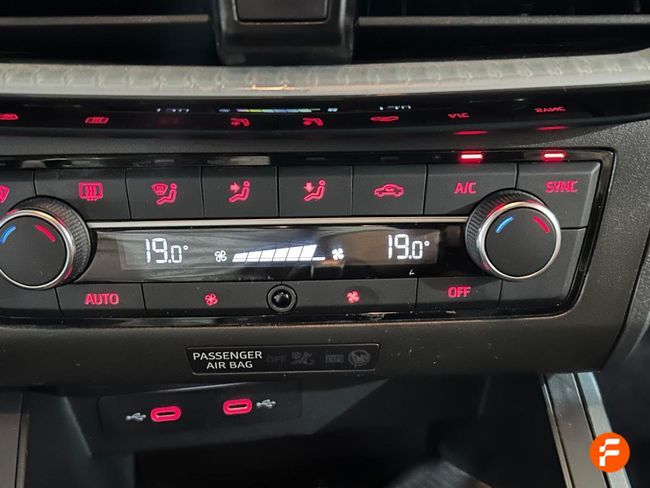 A/C SYNC
19.0° 19.0°
AUTO OFF
PASSENGER OFF
AIR BAG